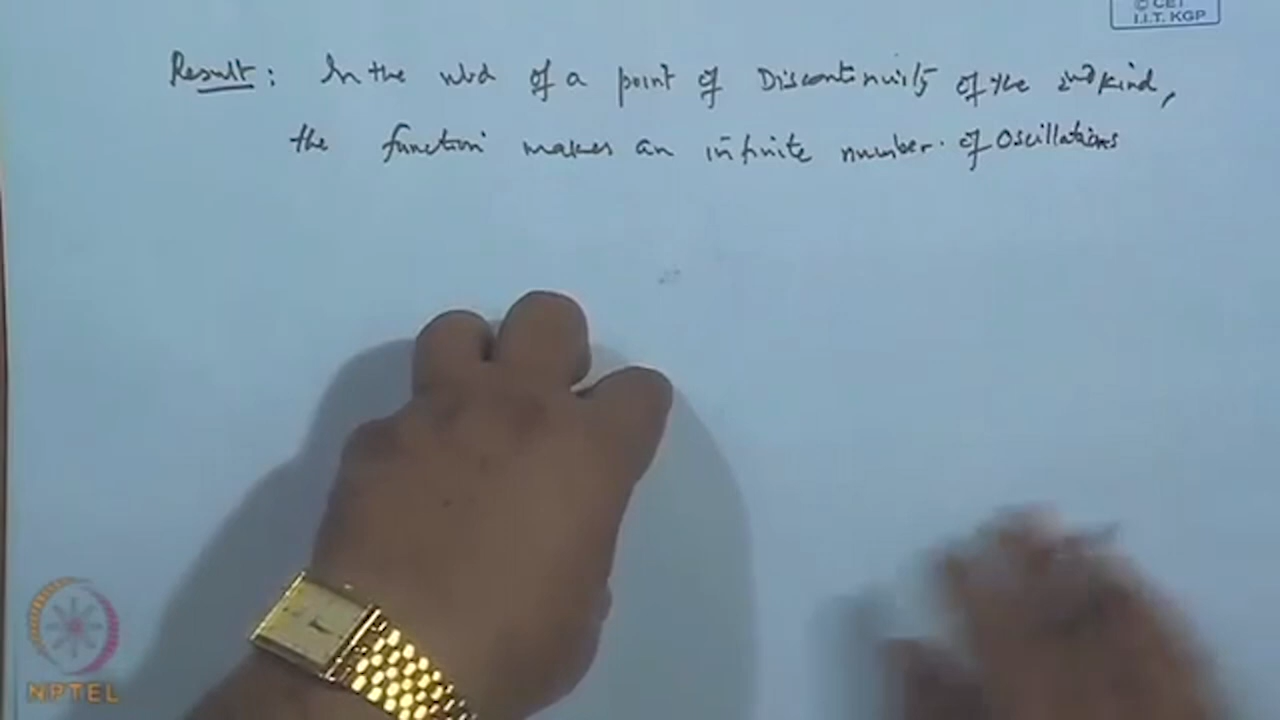 © CET
I.I.T. KGP
Result: In the nbd of a point of Discontinuity of the 2nd kind,
the function makes an infinite number of Oscillations
NPTEL